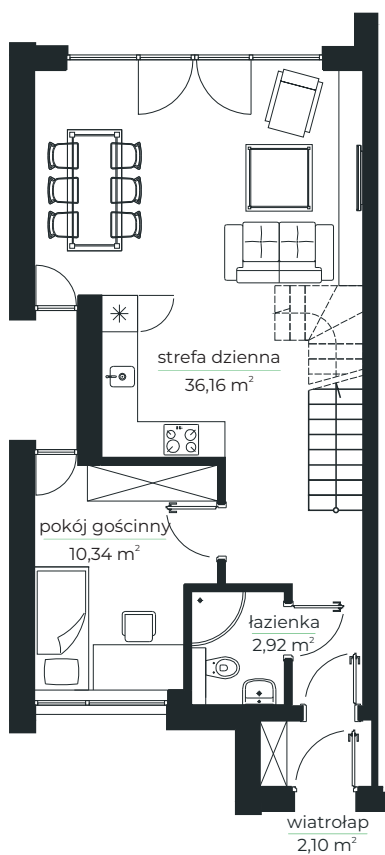 strefa dzienna
36,16 m²
pokój gościnny
10,34 m²
łazienka
2,92 m²
wiatrołap
2,10 m²